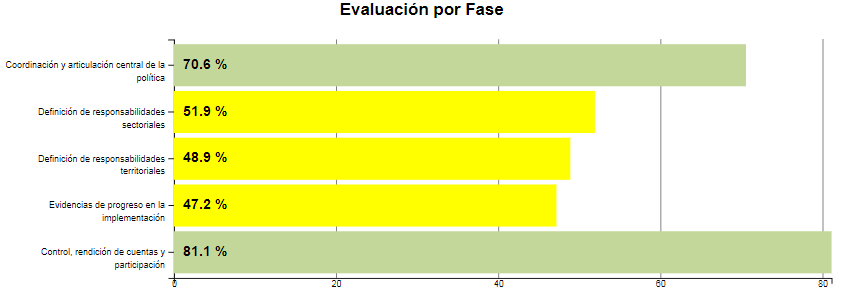 Evaluación por Fase
Coordinación y articulación central de la
política
70.6 %
Definición de responsabilidades
sectoriales
51.9 %
Definición de responsabilidades
territoriales
48.9 %
Evidencias de progreso en la
implementación
47.2 %
Control, rendición de cuentas y
participación
81.1 %
0 20 40 60 80